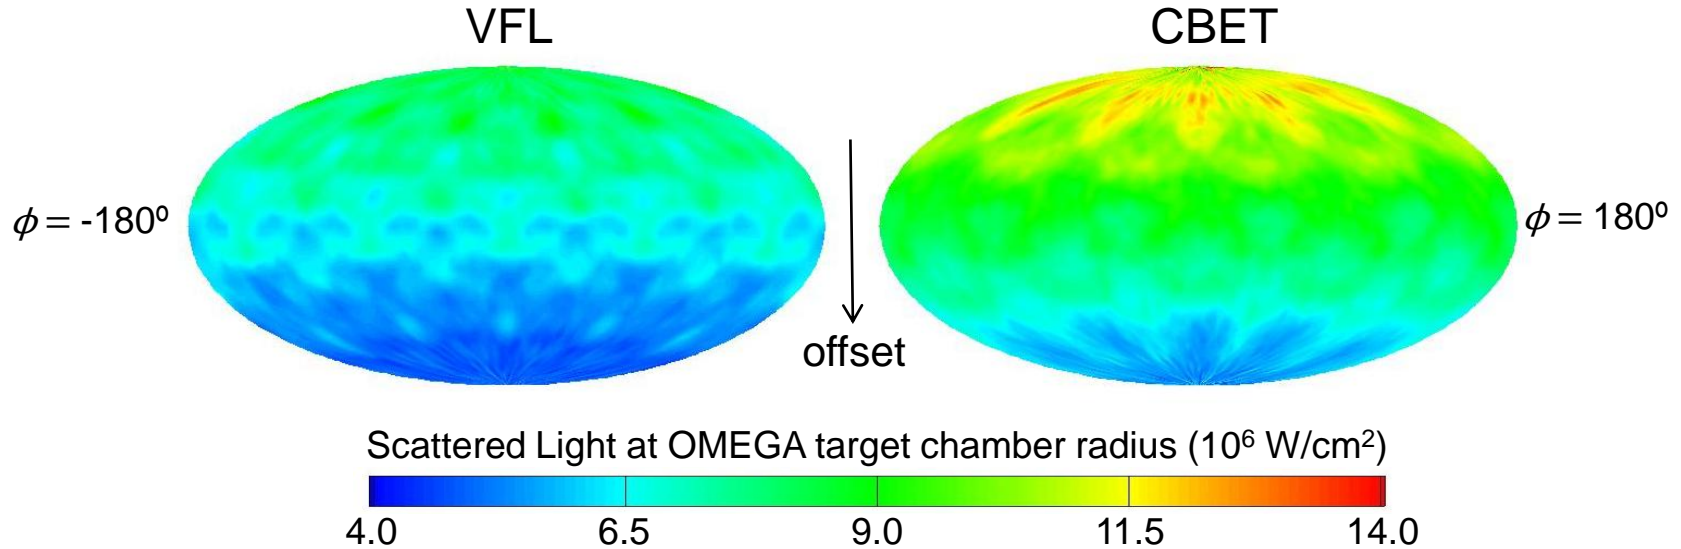 VFL
CBET
𝜙 = -180⁰
𝜙 = 180⁰
offset
Scattered Light at OMEGA target chamber radius (10⁶ W/cm²)
4.0 6.5 9.0 11.5 14.0